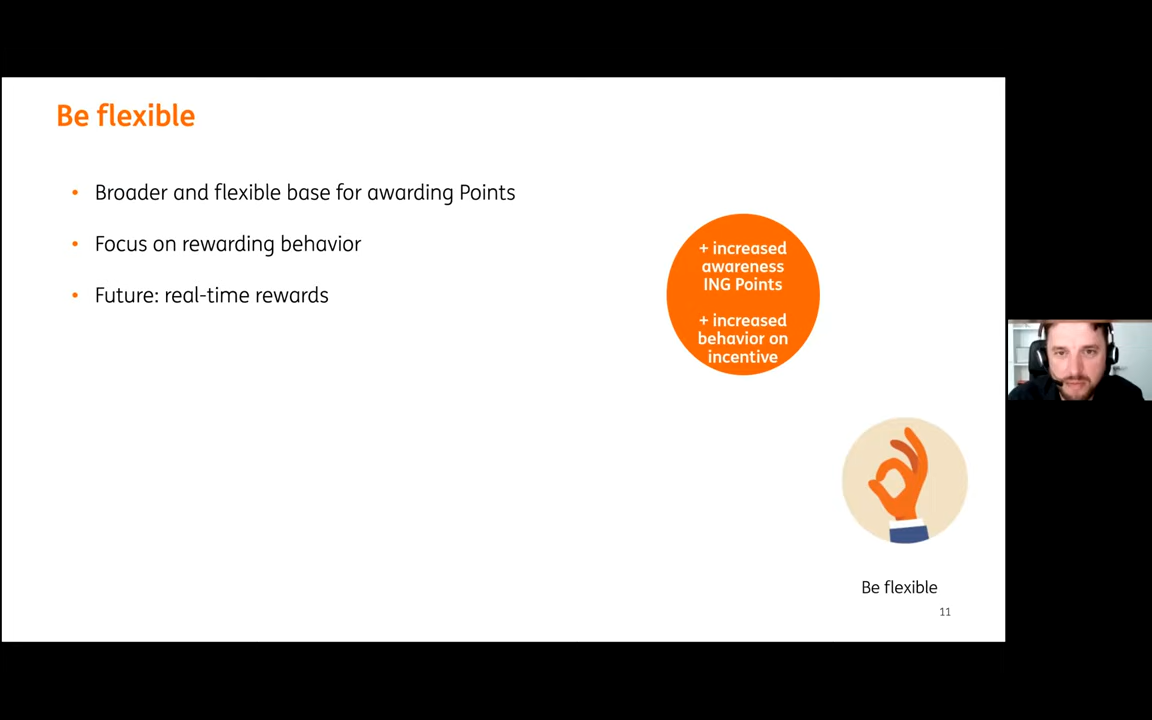 Be flexible
• Broader and flexible base for awarding Points
• Focus on rewarding behavior
• Future: real-time rewards
+ increased
awareness
ING Points
+ increased
behavior on
incentive
Be flexible
11